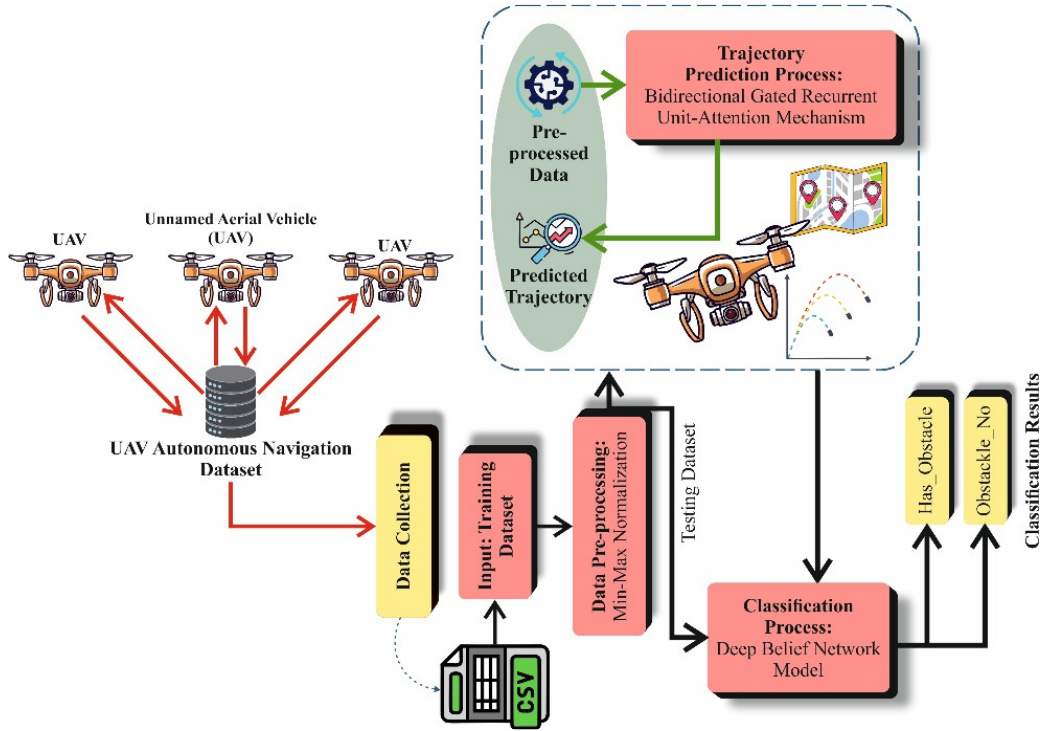 Trajectory
Prediction Process:
Bidirectional Gated Recurrent
Unit-Attention Mechanism
Pre-
processed
Data
Predicted
Trajectory
Unnamed Aerial Vehicle
(UAV)
UAV
UAV
UAV Autonomous Navigation
Dataset
Data Collection
Input: Training
Dataset
Data Pre-processing:
Min-Max Normalization
Testing Dataset
CSV
Classification
Process:
Deep Belief Network
Model
Has_Obstacle
Obstackle_No
Classification Results